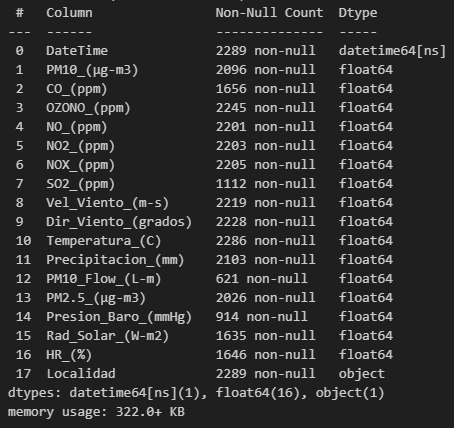 #   Column                Non-Null Count  Dtype
---  ------                --------------  -----
0   DateTime              2289 non-null   datetime64[ns]
1   PM10_(µg-m3)          2096 non-null   float64
2   CO_(ppm)              1656 non-null   float64
3   OZONO_(ppm)           2245 non-null   float64
4   NO_(ppm)              2201 non-null   float64
5   NO2_(ppm)             2203 non-null   float64
6   NOX_(ppm)             2205 non-null   float64
7   SO2_(ppm)             1112 non-null   float64
8   Vel_Viento_(m-s)      2219 non-null   float64
9   Dir_Viento_(grados)   2228 non-null   float64
10  Temperatura_(C)       2286 non-null   float64
11  Precipitacion_(mm)    2103 non-null   float64
12  PM10_Flow_(L-m)       621 non-null    float64
13  PM2.5_(µg-m3)         2026 non-null   float64
14  Presion_Baro_(mmHg)   914 non-null    float64
15  Rad_Solar_(W-m2)      1635 non-null   float64
16  HR_(%)                1646 non-null   float64
17  Localidad             2289 non-null   object
dtypes: datetime64[ns](1), float64(16), object(1)
memory usage: 322.0+ KB